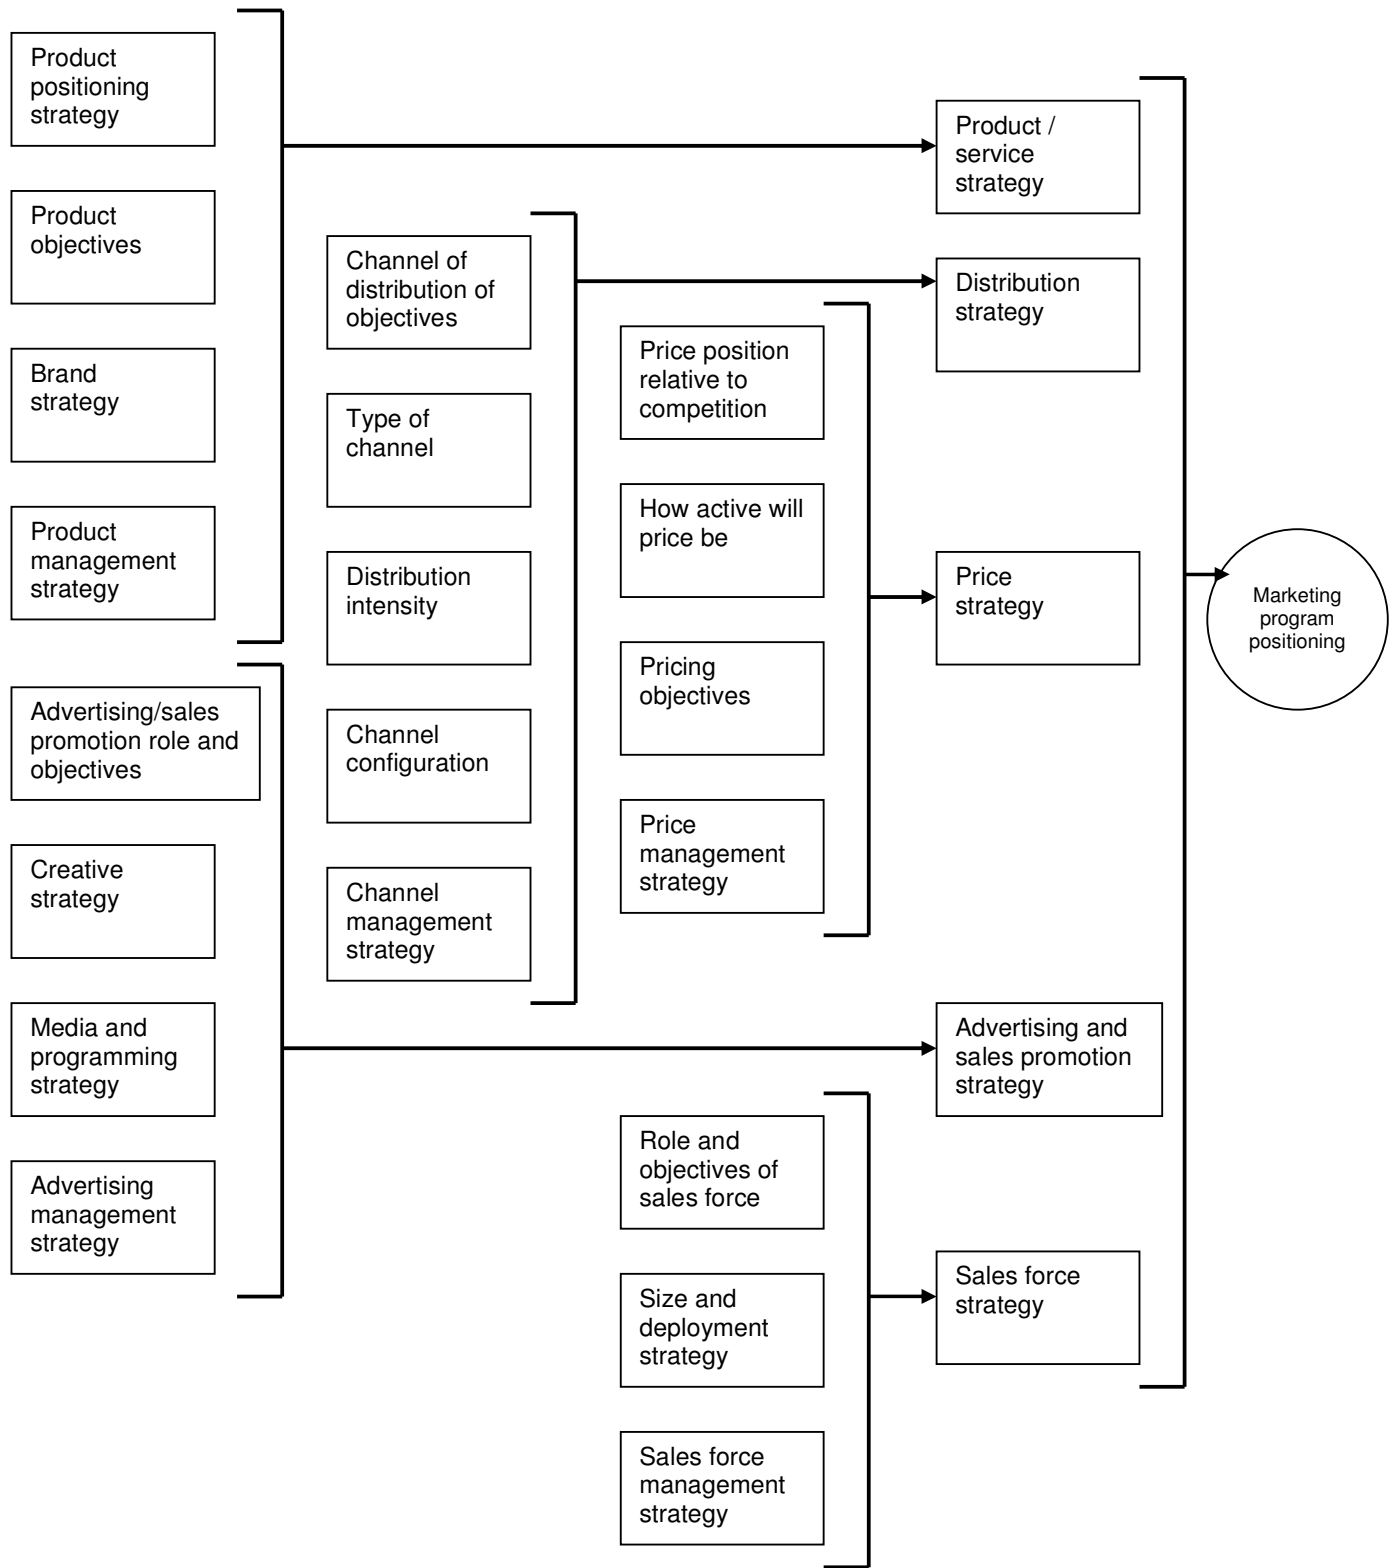 Product
positioning
strategy
Product
objectives
Brand
strategy
Product
management
strategy
Advertising/sales
promotion role and
objectives
Creative
strategy
Media and
programming
strategy
Advertising
management
strategy
Channel of
distribution of
objectives
Type of
channel
Distribution
intensity
Channel
configuration
Channel
management
strategy
Price position
relative to
competition
How active will
price be
Pricing
objectives
Price
management
strategy
Role and
objectives of
sales force
Size and
deployment
strategy
Sales force
management
strategy
Product /
service
strategy
Distribution
strategy
Price
strategy
Advertising and
sales promotion
strategy
Sales force
strategy
Marketing
program
positioning